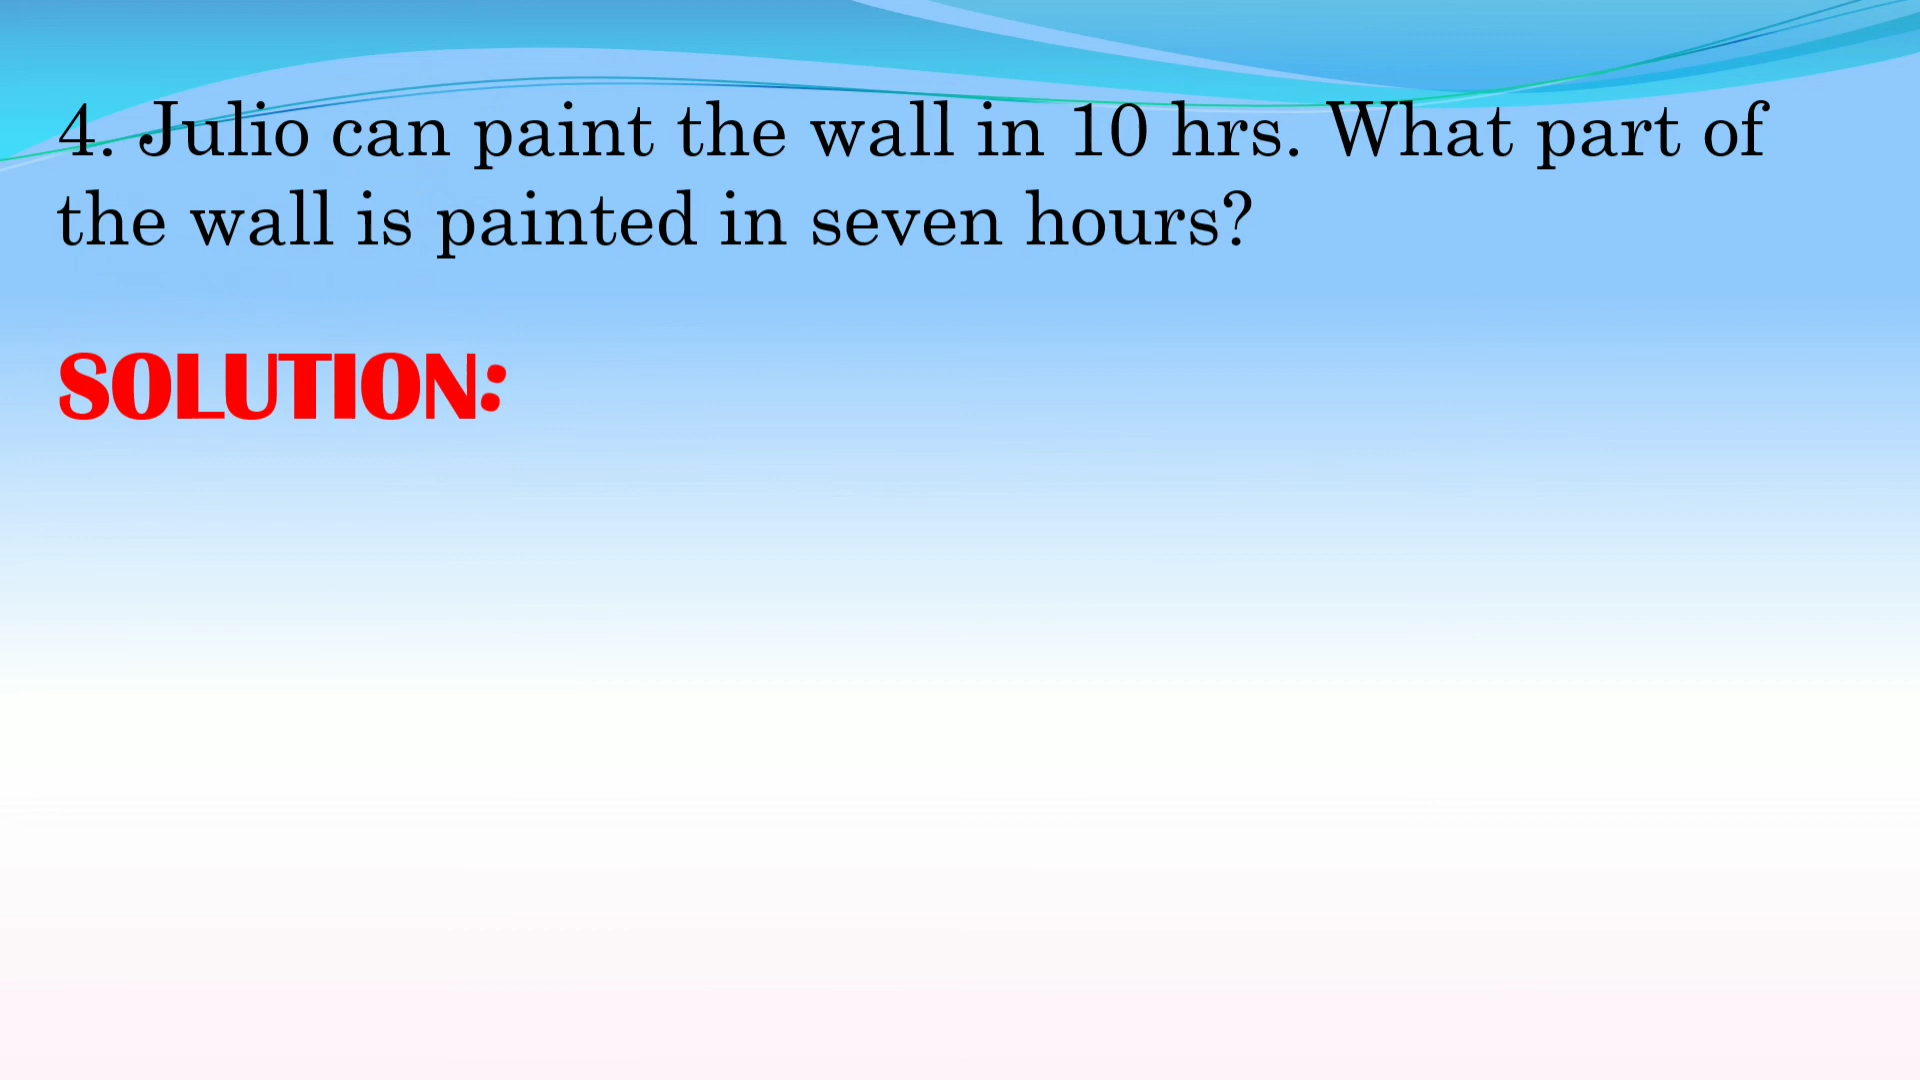 4. Julio can paint the wall in 10 hrs. What part of
the wall is painted in seven hours?
SOLUTION: